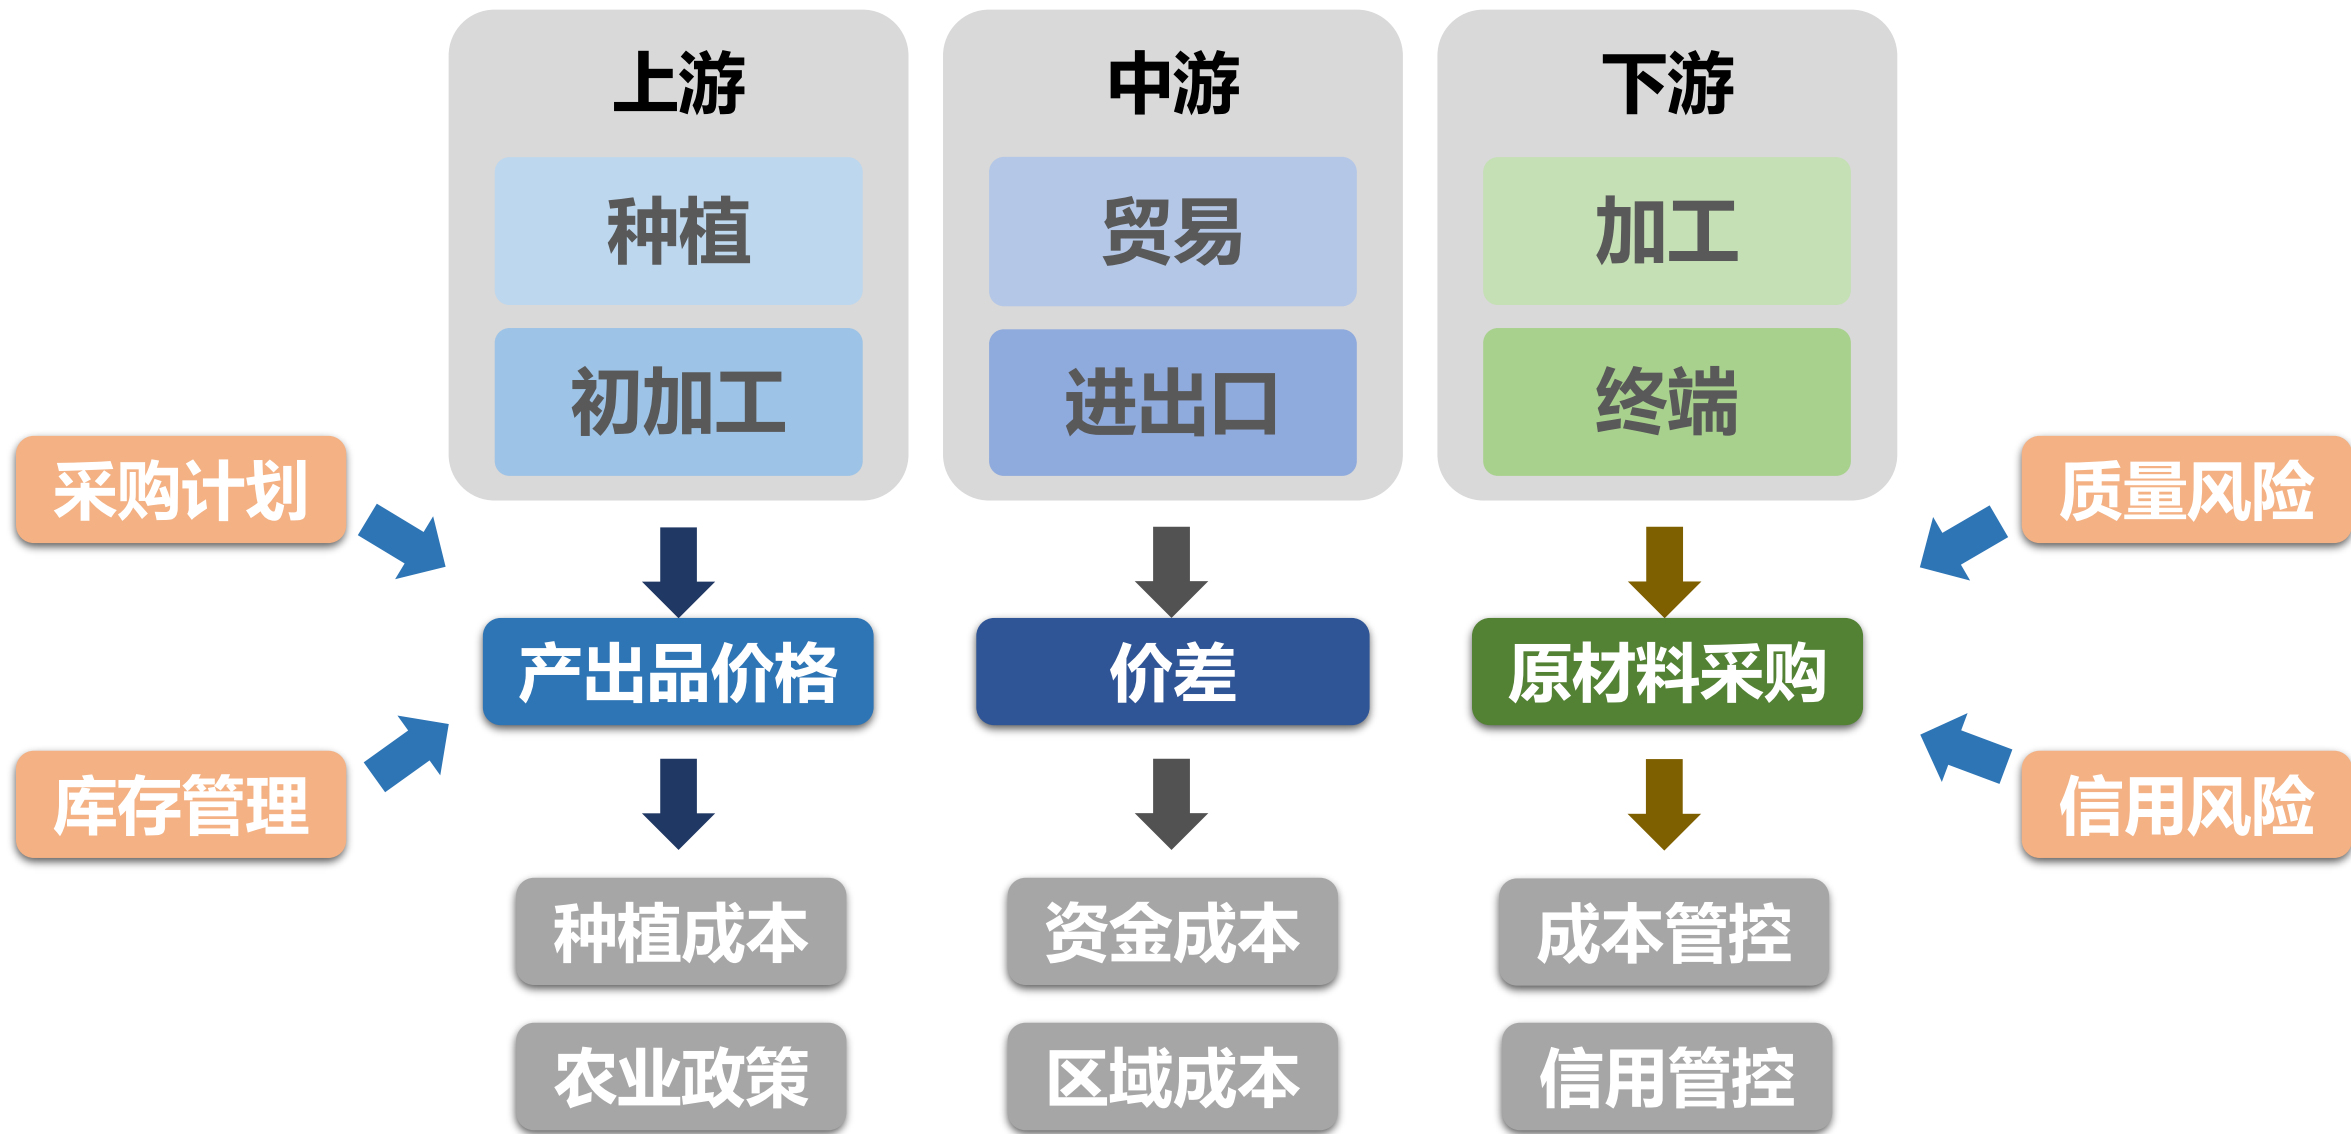 上游
中游
下游
种植
贸易
加工
初加工
进出口
终端
采购计划
质量风险
产出品价格
价差
原材料采购
库存管理
信用风险
种植成本
资金成本
成本管控
农业政策
区域成本
信用管控